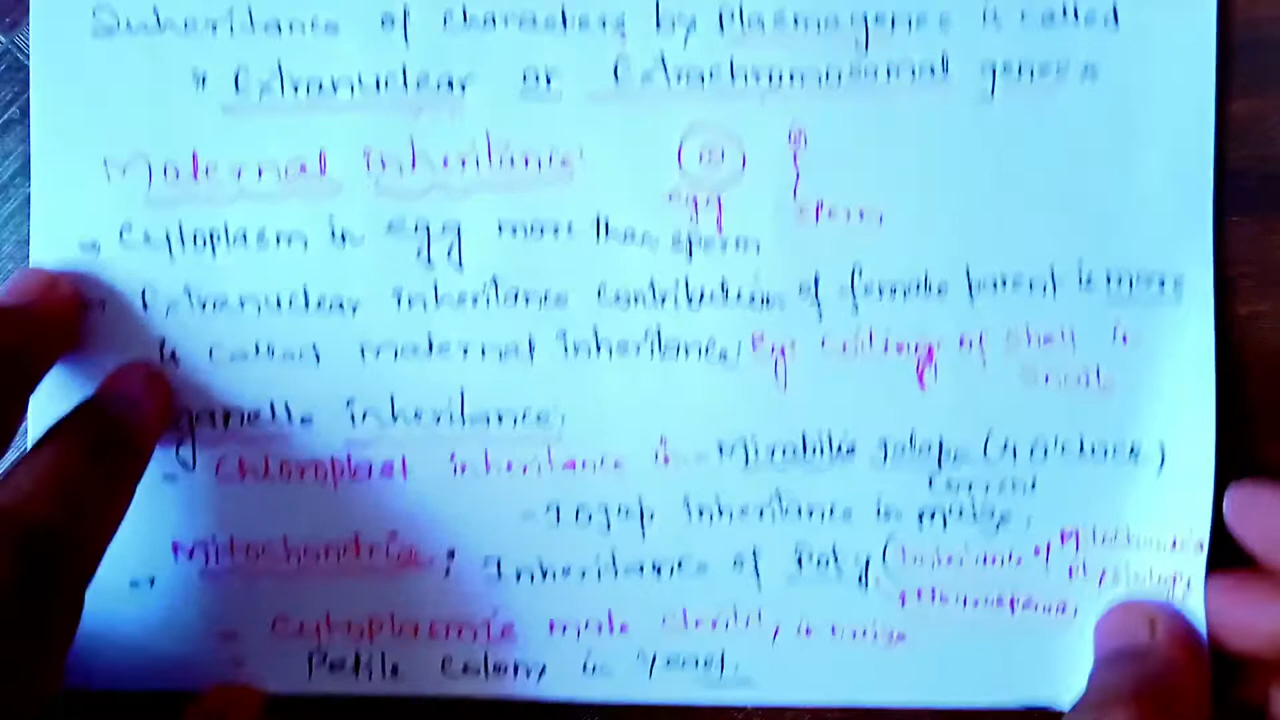 Inheritance of characters by Plasmagenes is called
" Extranuclear or Extrachromosomal genes
Maternal inheritance:
egg sperm
→ Cytoplasm in egg more than sperm
Extranuclear inheritance contribution of female parent is more
is called maternal inheritance; Eg: Coiling of shell in
snail
inheritance;
- Chloroplast inheritance in - Mirabilis jalapa (4 o'clock)
- Iojap inheritance in maize.
→ Mitochondria: Inheritance of Poky (inheritance of Mitochondria
- Cytoplasmic male sterility in maize
- Petite colony in yeast.